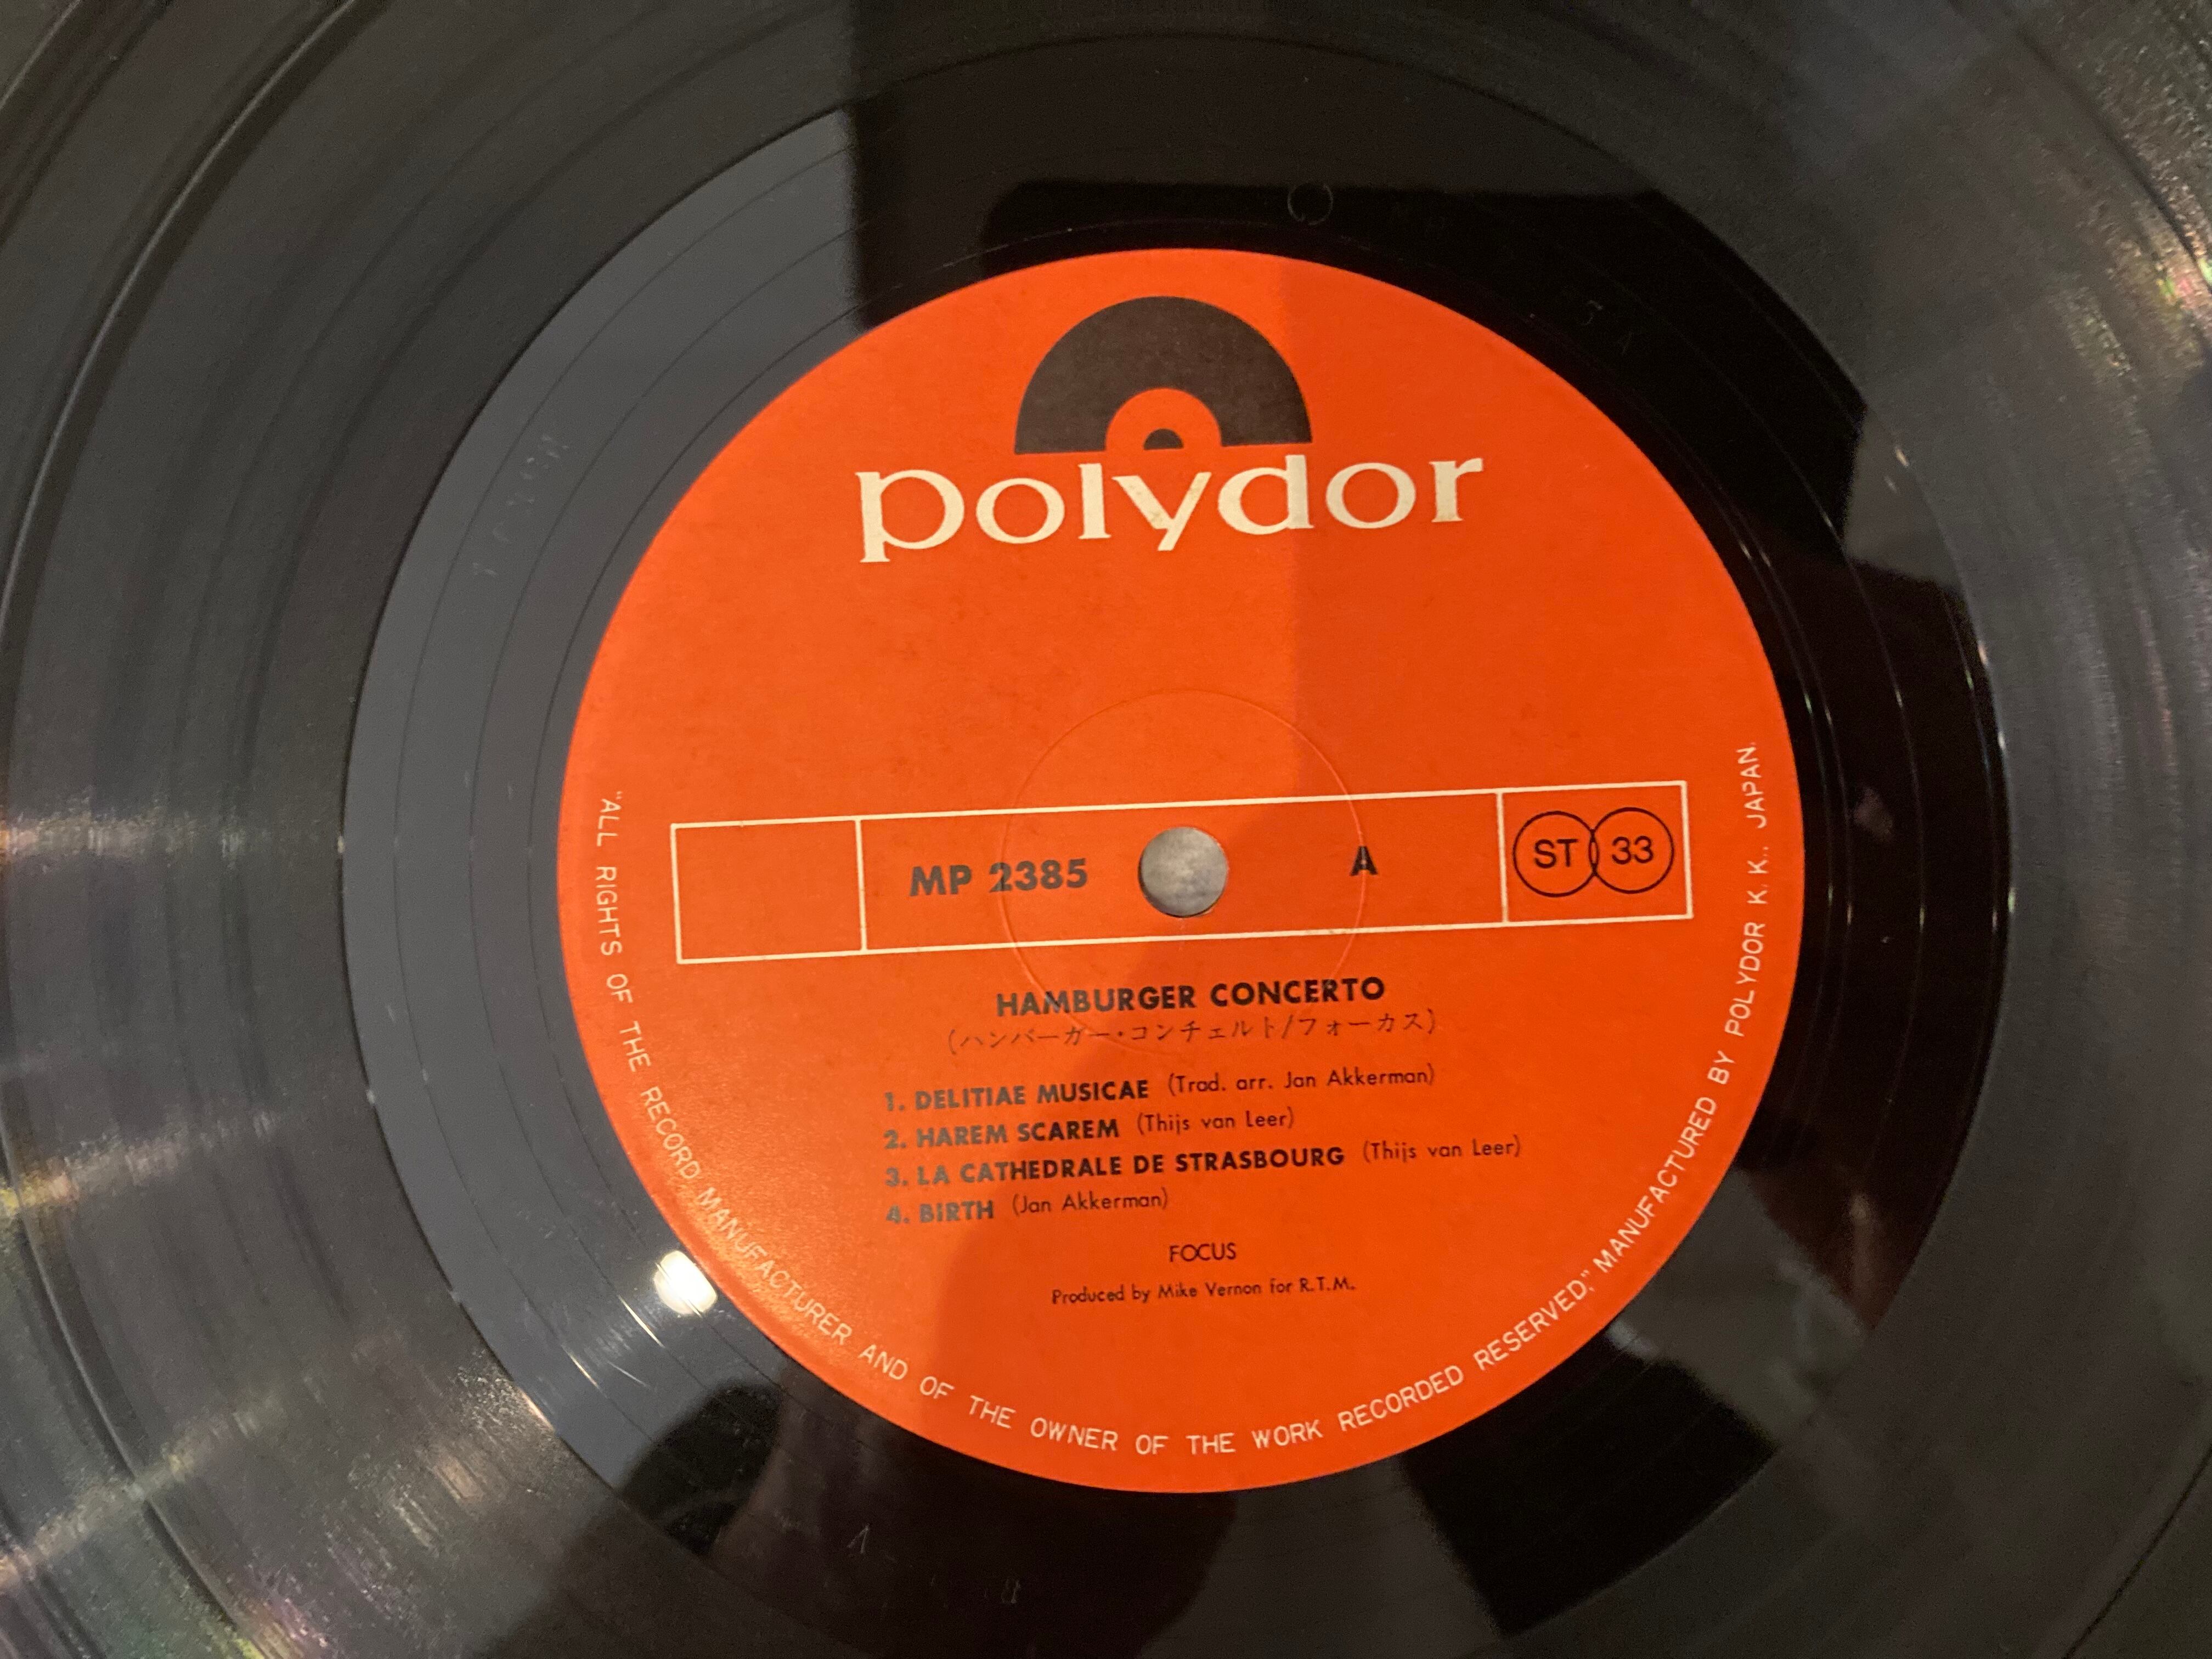 polydor
MP 2385 A ST 33
HAMBURGER CONCERTO
(ハンバーガー・コンチェルト/フォーカス)
1. DELITIAE MUSICAE (Trad. arr. Jan Akkerman)
2. HAREM SCAREM (Thijs van Leer)
3. LA CATHEDRALE DE STRASBOURG (Thijs van Leer)
4. BIRTH (Jan Akkerman)
FOCUS
Produced by Mike Vernon for R.T.M.
"ALL RIGHTS OF THE RECORD MANUFACTURER AND OF THE OWNER OF THE WORK RECORDED RESERVED," MANUFACTURED BY POLYDOR K.K., JAPAN.